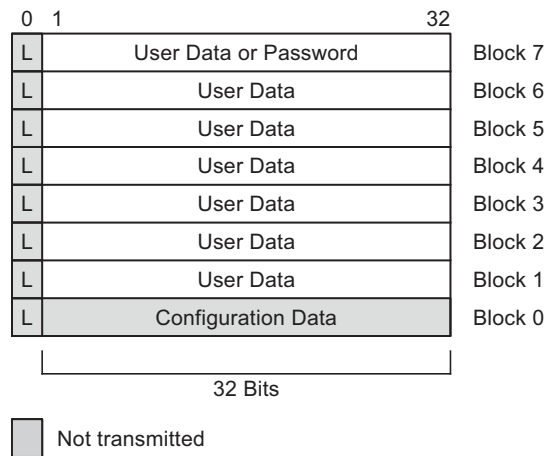 0 1 32
L User Data or Password Block 7
L User Data Block 6
L User Data Block 5
L User Data Block 4
L User Data Block 3
L User Data Block 2
L User Data Block 1
L Configuration Data Block 0
32 Bits
Not transmitted